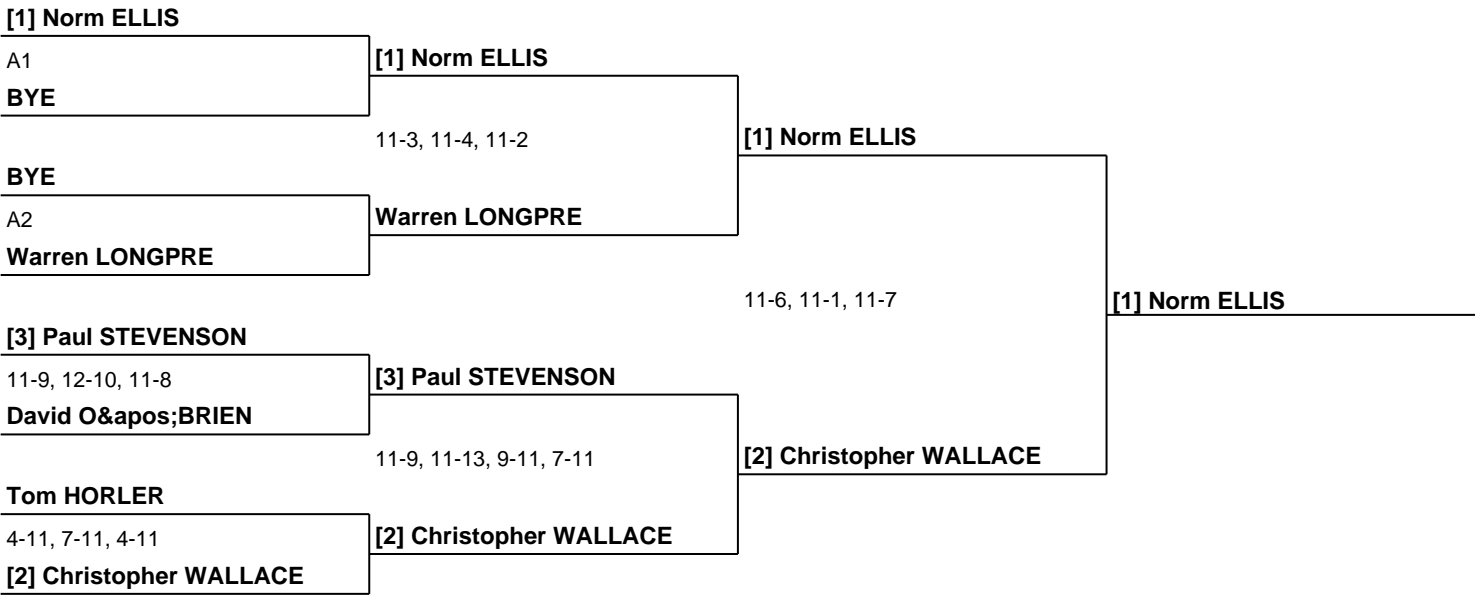 [1] Norm ELLIS
A1
[1] Norm ELLIS
BYE
11-3, 11-4, 11-2
[1] Norm ELLIS
BYE
A2
Warren LONGPRE
Warren LONGPRE
11-6, 11-1, 11-7
[1] Norm ELLIS
[3] Paul STEVENSON
11-9, 12-10, 11-8
[3] Paul STEVENSON
David O&apos;BRIEN
11-9, 11-13, 9-11, 7-11
[2] Christopher WALLACE
Tom HORLER
4-11, 7-11, 4-11
[2] Christopher WALLACE
[2] Christopher WALLACE